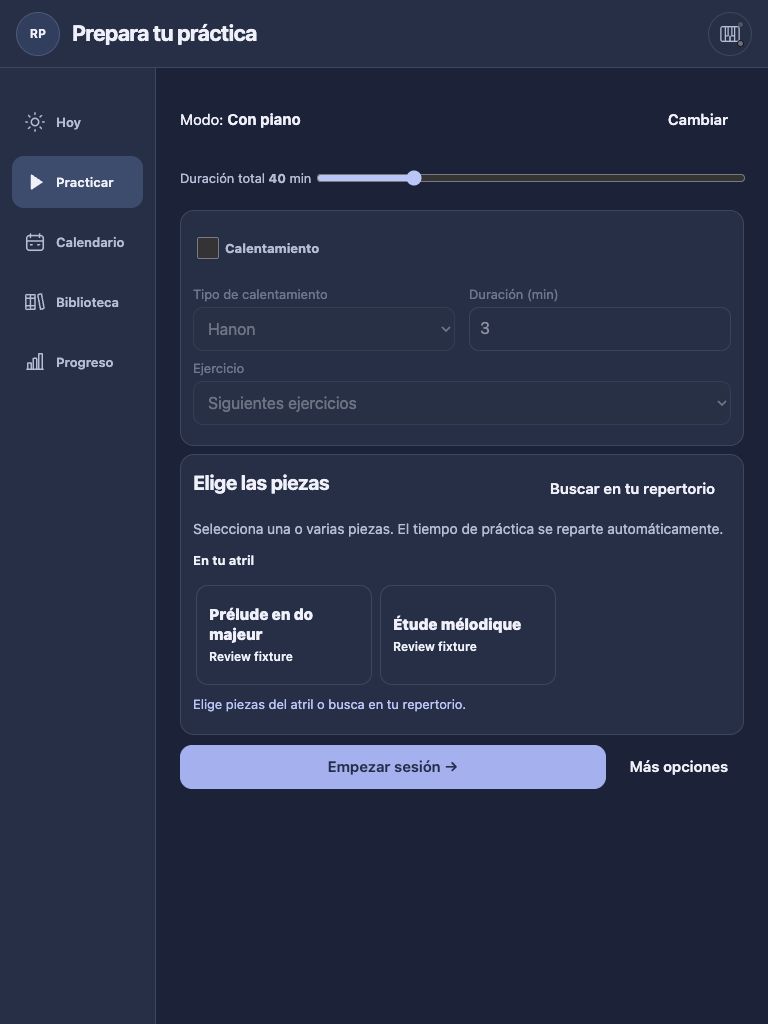 RP
Prepara tu práctica
Hoy
Practicar
Calendario
Biblioteca
Progreso
Modo: Con piano
Cambiar
Duración total 40 min
Calentamiento
Tipo de calentamiento
Duración (min)
Hanon
3
Ejercicio
Siguientes ejercicios
Elige las piezas
Buscar en tu repertorio
Selecciona una o varias piezas. El tiempo de práctica se reparte automáticamente.
En tu atril
Prélude en do
majeur
Review fixture
Étude mélodique
Review fixture
Elige piezas del atril o busca en tu repertorio.
Empezar sesión →
Más opciones